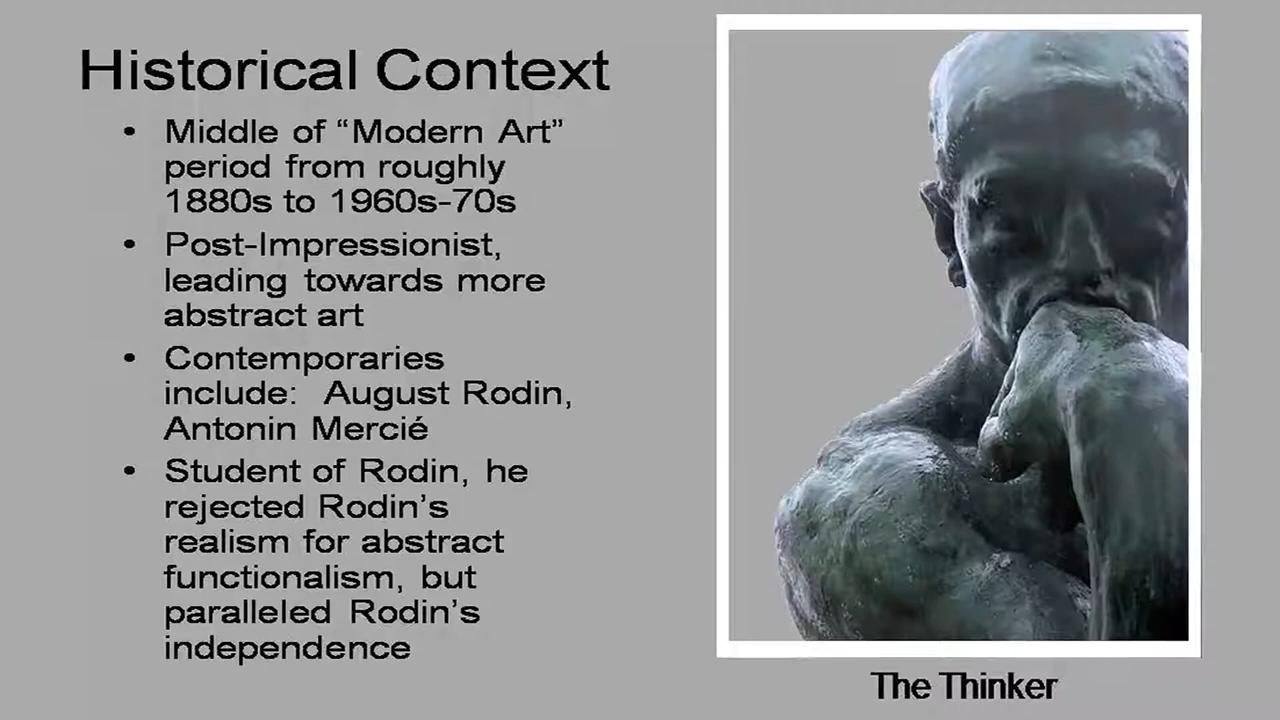 Historical Context
• Middle of “Modern Art”
period from roughly
1880s to 1960s-70s
• Post-Impressionist,
leading towards more
abstract art
• Contemporaries
include: August Rodin,
Antonin Mercié
• Student of Rodin, he
rejected Rodin’s
realism for abstract
functionalism, but
paralleled Rodin’s
independence
The Thinker